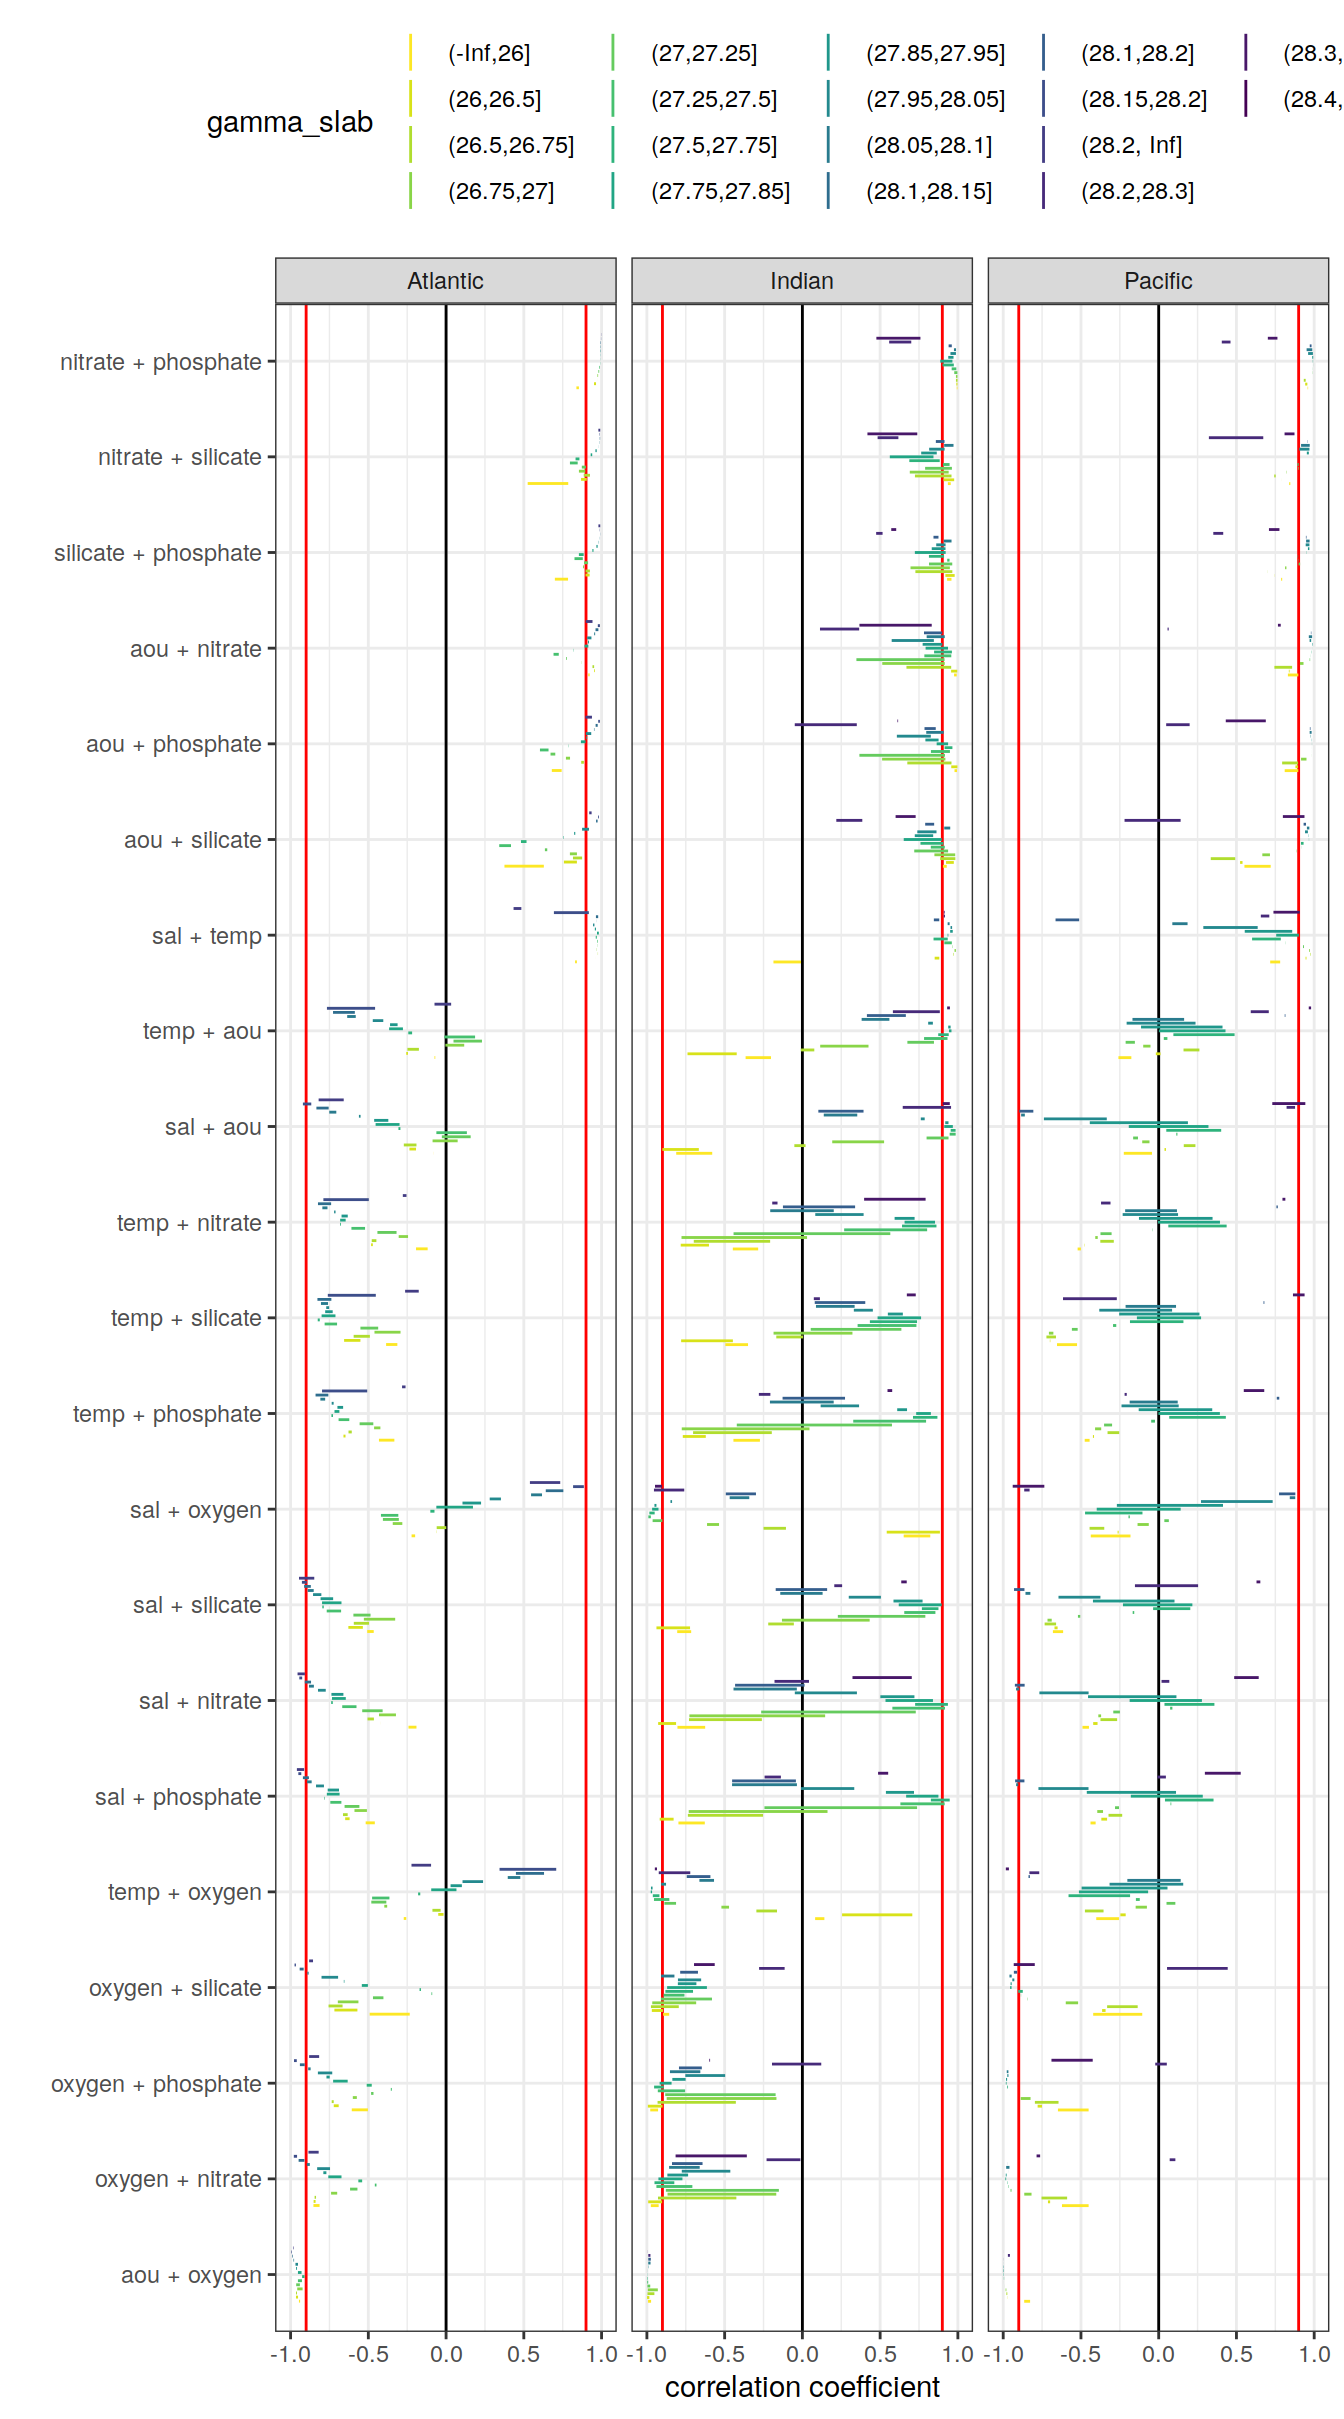 gamma_slab
(-Inf,26]
(26,26.5]
(26.5,26.75]
(26.75,27]
(27,27.25]
(27.25,27.5]
(27.5,27.75]
(27.75,27.85]
(27.85,27.95]
(27.95,28.05]
(28.05,28.1]
(28.1,28.15]
(28.1,28.2]
(28.15,28.2]
(28.2, Inf]
(28.2,28.3]
(28.3,
(28.4,
Atlantic
Indian
Pacific
nitrate + phosphate
nitrate + silicate
silicate + phosphate
aou + nitrate
aou + phosphate
aou + silicate
sal + temp
temp + aou
sal + aou
temp + nitrate
temp + silicate
temp + phosphate
sal + oxygen
sal + silicate
sal + nitrate
sal + phosphate
temp + oxygen
oxygen + silicate
oxygen + phosphate
oxygen + nitrate
aou + oxygen
-1.0 -0.5 0.0 0.5 1.0
-1.0 -0.5 0.0 0.5 1.0
-1.0 -0.5 0.0 0.5 1.0
correlation coefficient